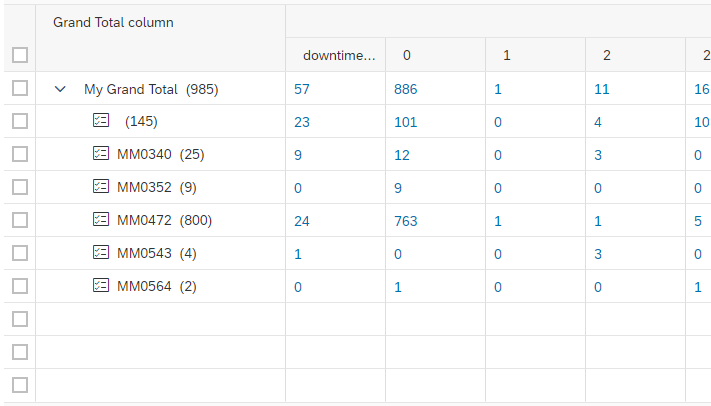 Grand Total column
downtime... 0 1 2 2
My Grand Total (985) 57 886 1 11 16
(145) 23 101 0 4 10
MM0340 (25) 9 12 0 3 0
MM0352 (9) 0 9 0 0 0
MM0472 (800) 24 763 1 1 5
MM0543 (4) 1 0 0 3 0
MM0564 (2) 0 1 0 0 1